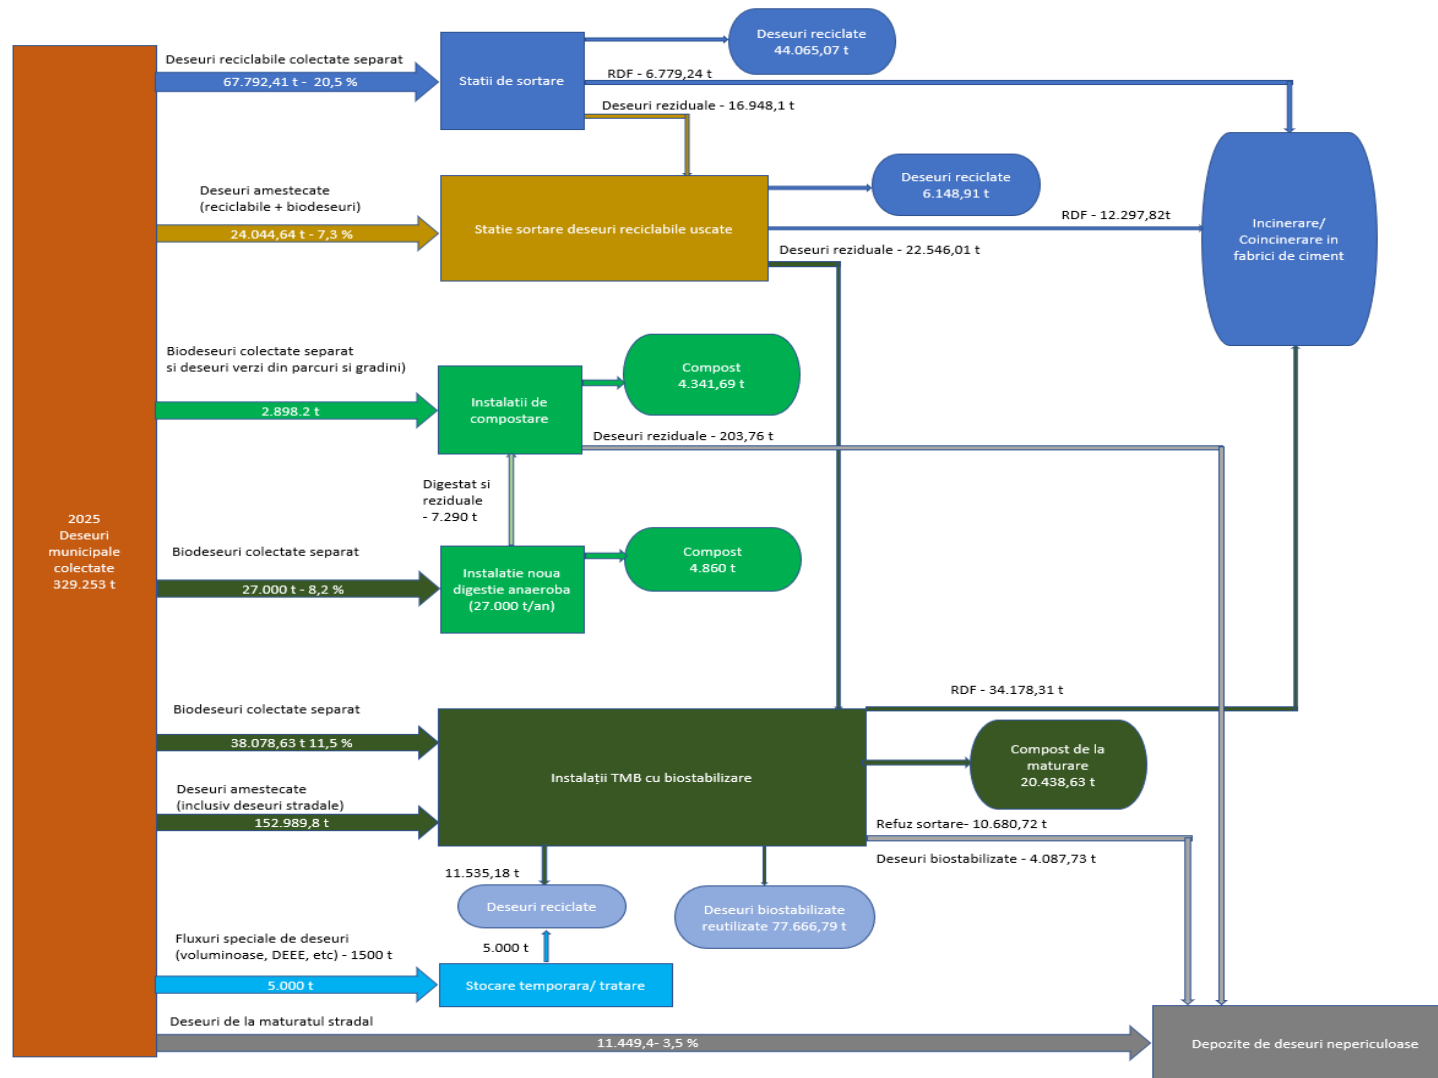 2025
Deseuri
municipale
colectate
329.253 t
Deseuri reciclabile colectate separat
67.792,41 t - 20,5 %
Statii de sortare
Deseuri reciclate
44.065,07 t
RDF - 6.779,24 t
Deseuri reziduale - 16.948,1 t
Deseuri amestecate
(reciclabile + biodeseuri)
24.044,64 t - 7,3 %
Statie sortare deseuri reciclabile uscate
Deseuri reciclate
6.148,91 t
RDF - 12.297,82t
Deseuri reziduale - 22.546,01 t
Incinerare/
Coincinerare in
fabrici de ciment
Biodeseuri colectate separat
si deseuri verzi din parcuri si gradini)
2.898.2 t
Instalatii de
compostare
Compost
4.341,69 t
Deseuri reziduale - 203,76 t
Digestat si
reziduale
- 7.290 t
Biodeseuri colectate separat
27.000 t - 8,2 %
Instalatie noua
digestie anaeroba
(27.000 t/an)
Compost
4.860 t
Biodeseuri colectate separat
38.078,63 t 11,5 %
Deseuri amestecate
(inclusiv deseuri stradale)
152.989,8 t
Instalații TMB cu biostabilizare
RDF - 34.178,31 t
Compost de la
maturare
20.438,63 t
Refuz sortare- 10.680,72 t
Deseuri biostabilizate - 4.087,73 t
11.535,18 t
Deseuri reciclate
Deseuri biostabilizate
reutilizate 77.666,79 t
5.000 t
Fluxuri speciale de deseuri
(voluminoase, DEEE, etc) - 1500 t
5.000 t
Stocare temporara/ tratare
Deseuri de la maturatul stradal
11.449,4- 3,5 %
Depozite de deseuri nepericuloase